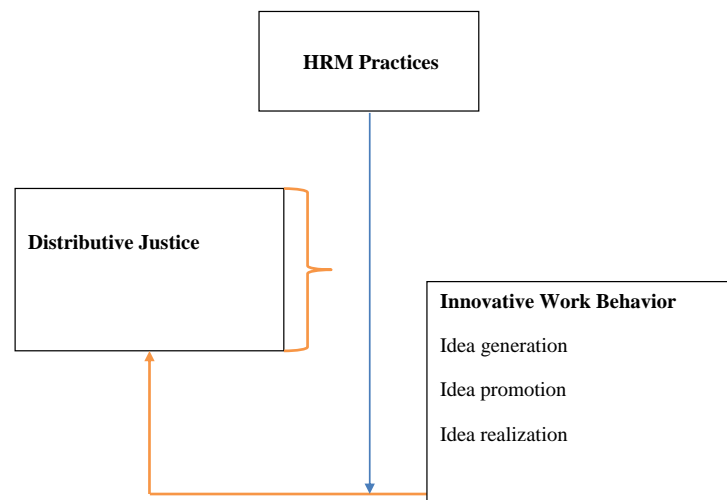 HRM Practices
Distributive Justice
Innovative Work Behavior
Idea generation
Idea promotion
Idea realization